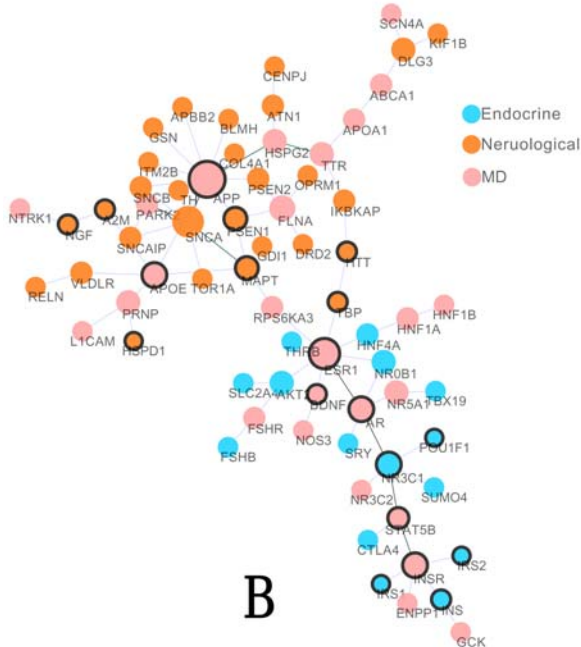 SCN4A
KIF1B
DLG3
CENPJ
ABCA1
APBB2
ATN1
Endocrine
GSN
BLMH
APOA1
HSPG2
Neruological
ITM2B
COL4A1
TTR
SNCB
PSEN2
OPRM1
MD
TH
APP
NTRK1
PARK2
A2M
IKBKAP
NGF
SNCA
PSEN1
FLNA
SNCAIP
GDI1
DRD2
HTT
VLDLR
APOE
TOR1A
MAPT
RELN
PRNP
RPS6KA3
TBP
HNF1B
L1CAM
HSPD1
THRB
HNF4A
HNF1A
ESR1
NR0B1
SLC2A4
AKT2
BDNF
NR5A1
TBX19
FSHR
AR
NOS3
FSHB
SRY
POU1F1
NR3C1
NR3C2
SUMO4
STAT5B
CTLA4
IRS2
INSR
IRS1
B
ENPP1
INS
GCK